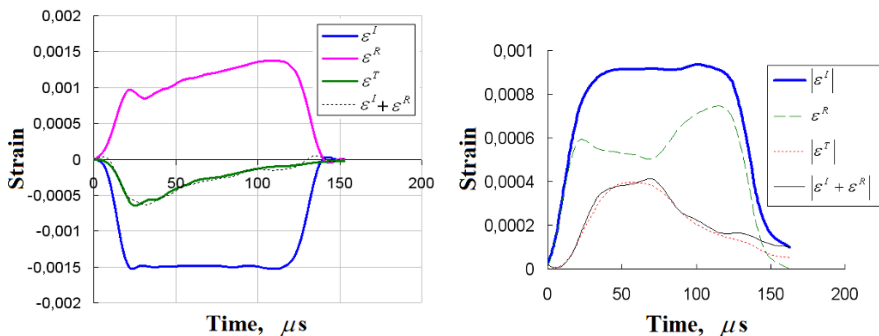 0,002
0,0015
0,001
0,0005
0
-0,0005
-0,001
-0,0015
-0,002
Strain
0 50 100 150 200
Time, μs
ε^I
ε^R
ε^T
ε^I + ε^R
0,001
0,0008
0,0006
0,0004
0,0002
0
Strain
0 50 100 150 200
Time, μs
|ε^I|
ε^R
|ε^T|
|ε^I + ε^R|